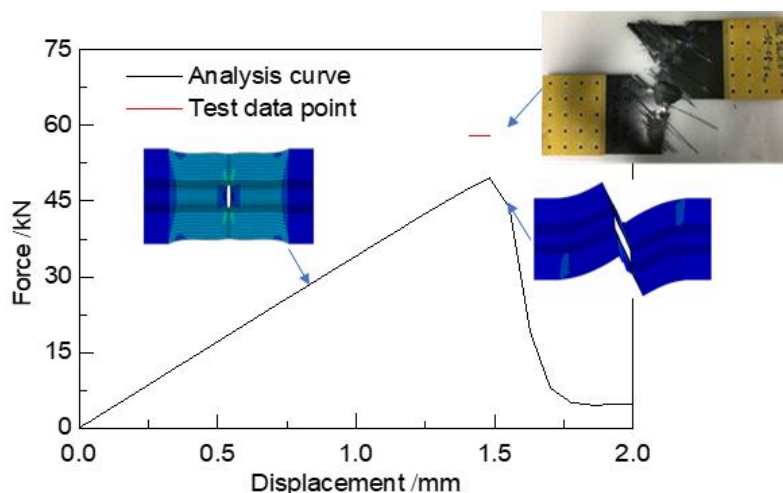 75
60
45
30
15
0
Force /kN
Analysis curve
Test data point
0.0 0.5 1.0 1.5 2.0
Displacement /mm